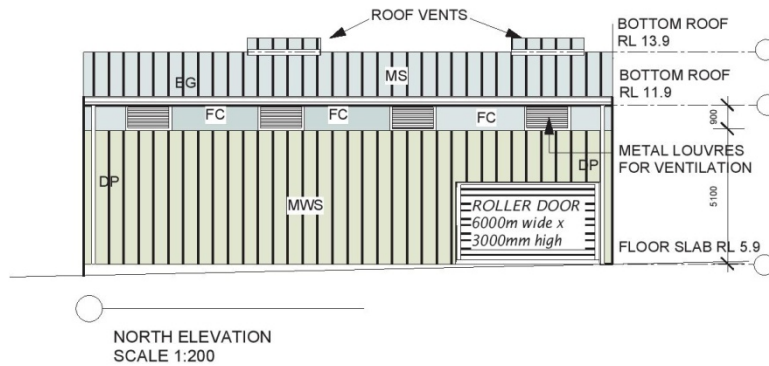 ROOF VENTS
BOTTOM ROOF
RL 13.9
MS
EG
BOTTOM ROOF
RL 11.9
FC
FC
FC
900
METAL LOUVRES
FOR VENTILATION
DP
DP
5100
MWS
ROLLER DOOR
6000m wide x
3000mm high
FLOOR SLAB RL 5.9
NORTH ELEVATION
SCALE 1:200